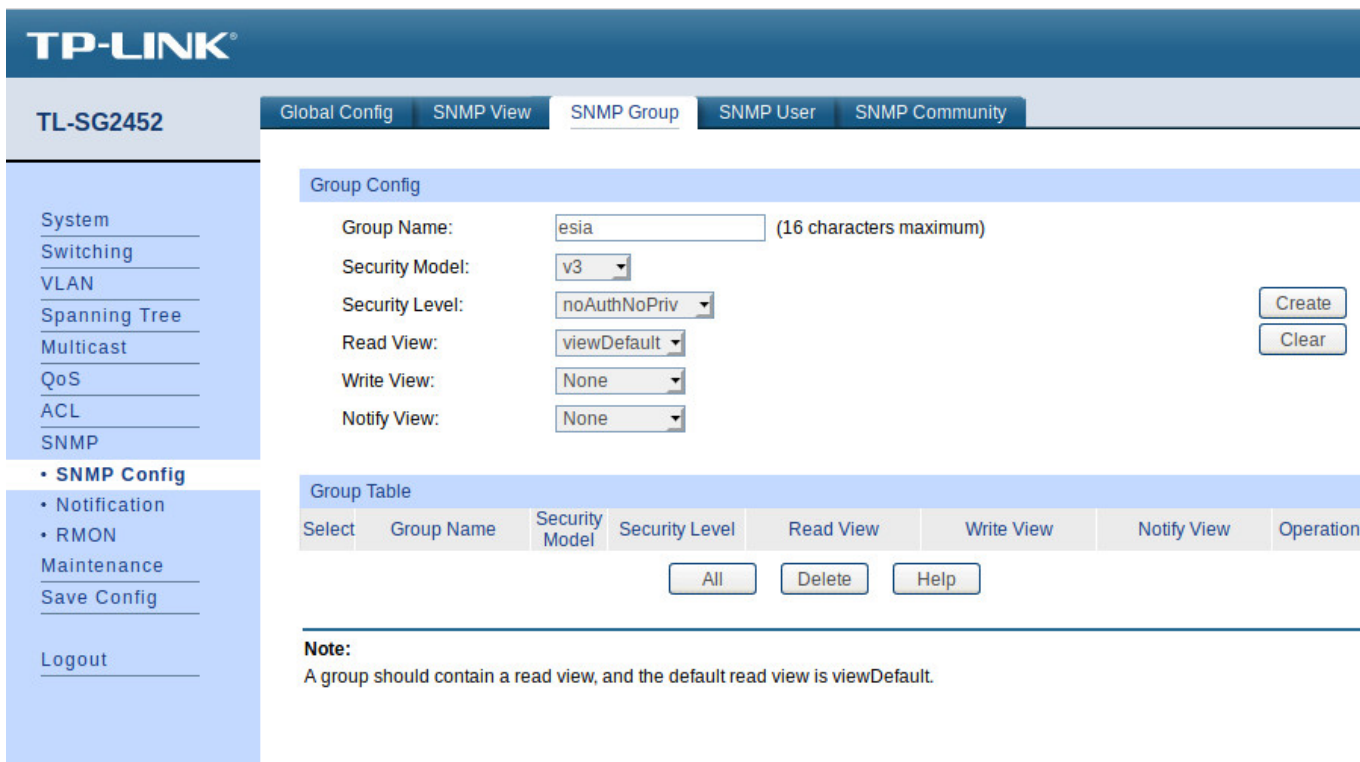 TP-LINK®
TL-SG2452
Global Config SNMP View SNMP Group SNMP User SNMP Community
System
Switching
VLAN
Spanning Tree
Multicast
QoS
ACL
SNMP
• SNMP Config
• Notification
• RMON
Maintenance
Save Config
Logout
Group Config
Group Name: esia (16 characters maximum)
Security Model: v3
Security Level: noAuthNoPriv
Read View: viewDefault
Write View: None
Notify View: None
Create
Clear
Group Table
Select Group Name Security Model Security Level Read View Write View Notify View Operation
All Delete Help
Note:
A group should contain a read view, and the default read view is viewDefault.